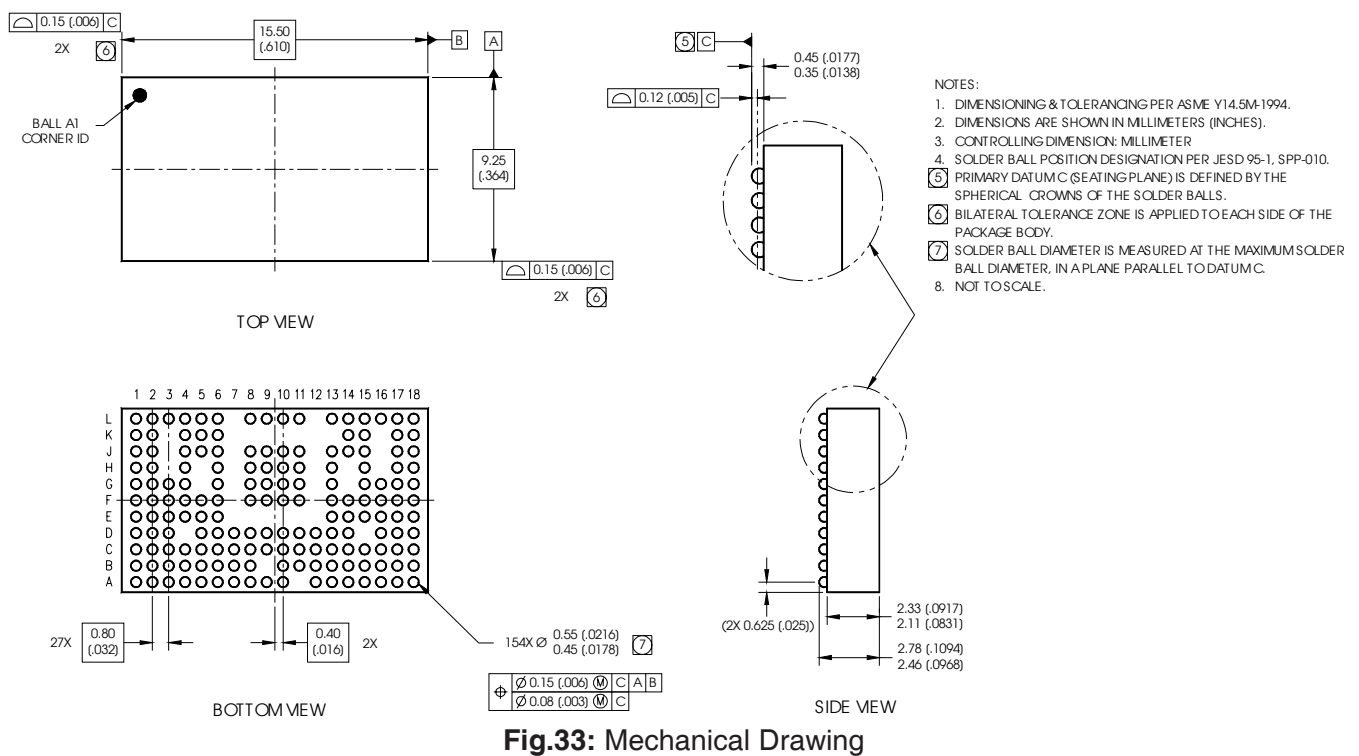 ⌓ 0.15 (.006) C
2X 6
15.50
(.610)
B
A
BALL A1
CORNER ID
9.25
(.364)
⌓ 0.15 (.006) C
2X 6
TOP VIEW
5 C
0.45 (.0177)
0.35 (.0138)
⌓ 0.12 (.005) C
NOTES:
1. DIMENSIONING & TOLERANCING PER ASME Y14.5M-1994.
2. DIMENSIONS ARE SHOWN IN MILLIMETERS (INCHES).
3. CONTROLLING DIMENSION: MILLIMETER
4. SOLDER BALL POSITION DESIGNATION PER JESD 95-1, SPP-010.
5 PRIMARY DATUM C (SEATING PLANE) IS DEFINED BY THE
SPHERICAL CROWNS OF THE SOLDER BALLS.
6 BILATERAL TOLERANCE ZONE IS APPLIED TO EACH SIDE OF THE
PACKAGE BODY.
7 SOLDER BALL DIAMETER IS MEASURED AT THE MAXIMUM SOLDER
BALL DIAMETER, IN A PLANE PARALLEL TO DATUM C.
8. NOT TO SCALE.
1 2 3 4 5 6 7 8 9 10 11 12 13 14 15 16 17 18
L
K
J
H
G
F
E
D
C
B
A
27X
0.80
(.032)
0.40
(.016)
2X
154X Ø 0.55 (.0216)
0.45 (.0178)
7
⌖ Ø 0.15 (.006) Ⓜ C A B
Ø 0.08 (.003) Ⓜ C
BOTTOM VIEW
(2X 0.625 (.025))
2.33 (.0917)
2.11 (.0831)
2.78 (.1094)
2.46 (.0968)
SIDE VIEW
Fig.33: Mechanical Drawing